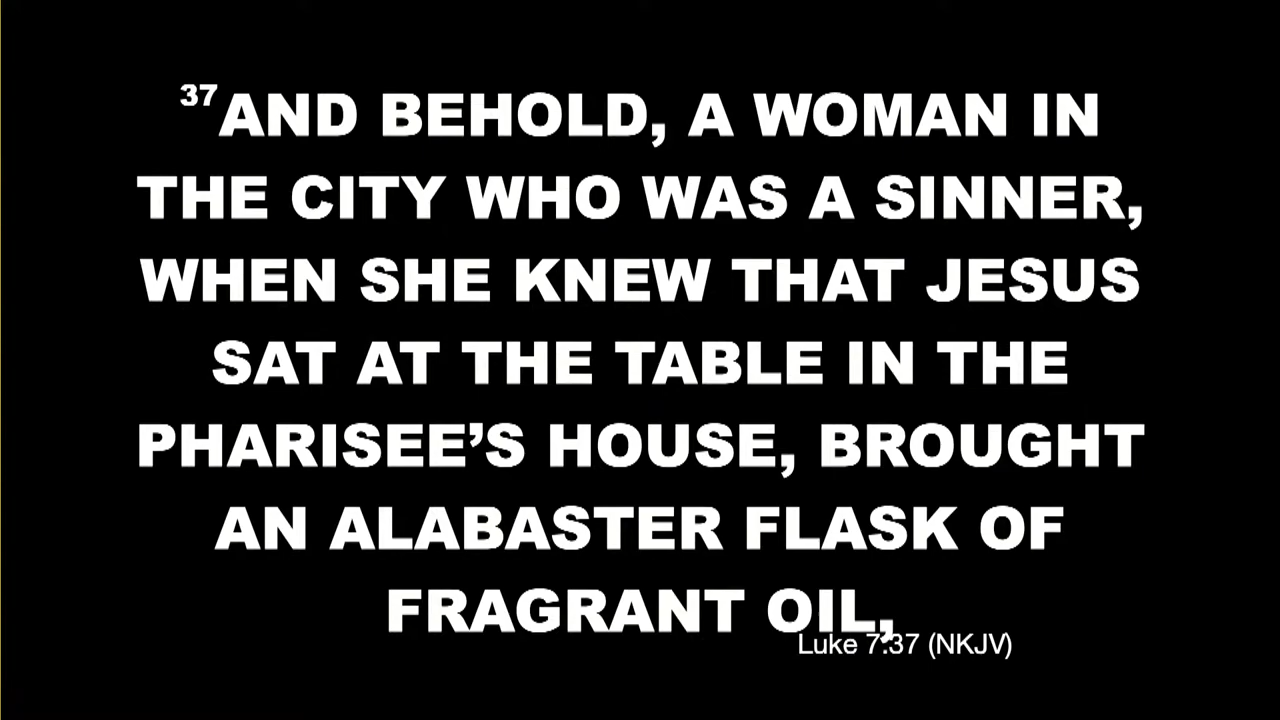 37AND BEHOLD, A WOMAN IN
THE CITY WHO WAS A SINNER,
WHEN SHE KNEW THAT JESUS
SAT AT THE TABLE IN THE
PHARISEE’S HOUSE, BROUGHT
AN ALABASTER FLASK OF
FRAGRANT OIL,
Luke 7:37 (NKJV)